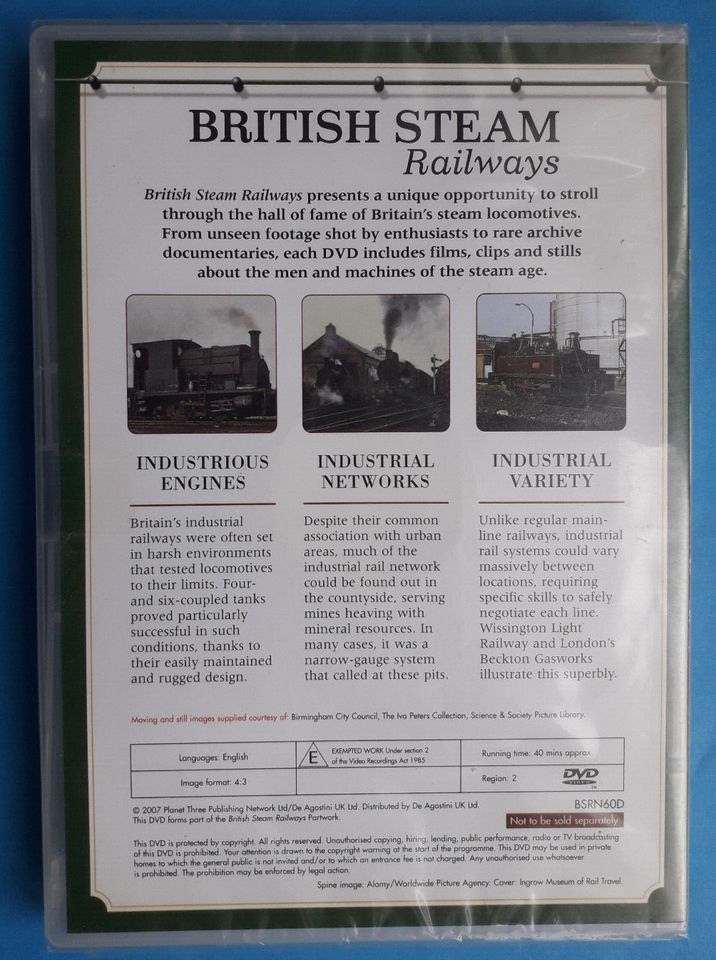 BRITISH STEAM
Railways
British Steam Railways presents a unique opportunity to stroll
through the hall of fame of Britain's steam locomotives.
From unseen footage shot by enthusiasts to rare archive
documentaries, each DVD includes films, clips and stills
about the men and machines of the steam age.
INDUSTRIOUS
ENGINES
Britain's industrial
railways were often set
in harsh environments
that tested locomotives
to their limits. Four-
and six-coupled tanks
proved particularly
successful in such
conditions, thanks to
their easily maintained
and rugged design.
INDUSTRIAL
NETWORKS
Despite their common
association with urban
areas, much of the
industrial rail network
could be found out in
the countryside, serving
mines heaving with
mineral resources. In
many cases, it was a
narrow-gauge system
that called at these pits.
INDUSTRIAL
VARIETY
Unlike regular main-
line railways, industrial
rail systems could vary
massively between
locations, requiring
specific skills to safely
negotiate each line.
Wissington Light
Railway and London's
Beckton Gasworks
illustrate this superbly.
Moving and still images supplied courtesy of: Birmingham City Council, The Iva Peters Collection, Science & Society Picture Library.
Languages: English
E
EXEMPTED WORK Under section 2
of the Video Recordings Act 1985
Running time: 40 mins approx.
Image format: 4:3
Region: 2
DVD
VIDEO
TM
© 2007 Planet Three Publishing Network Ltd/De Agostini UK Ltd. Distributed by De Agostini UK Ltd.
This DVD forms part of the British Steam Railways Partwork.
BSRN60D
Not to be sold separately
This DVD is protected by copyright. All rights reserved. Unauthorised copying, hiring, lending, public performance, radio or TV broadcasting
of this DVD is prohibited. Your attention is drawn to the copyright warning at the start of the programme. This DVD may be used in private
homes to which the general public is not invited and/or to which an entrance fee is not charged. Any unauthorised use whatsoever
is prohibited. The prohibition may be enforced by legal action.
Spine image: Alamy/Worldwide Picture Agency. Cover: Ingrow Museum of Rail Travel.